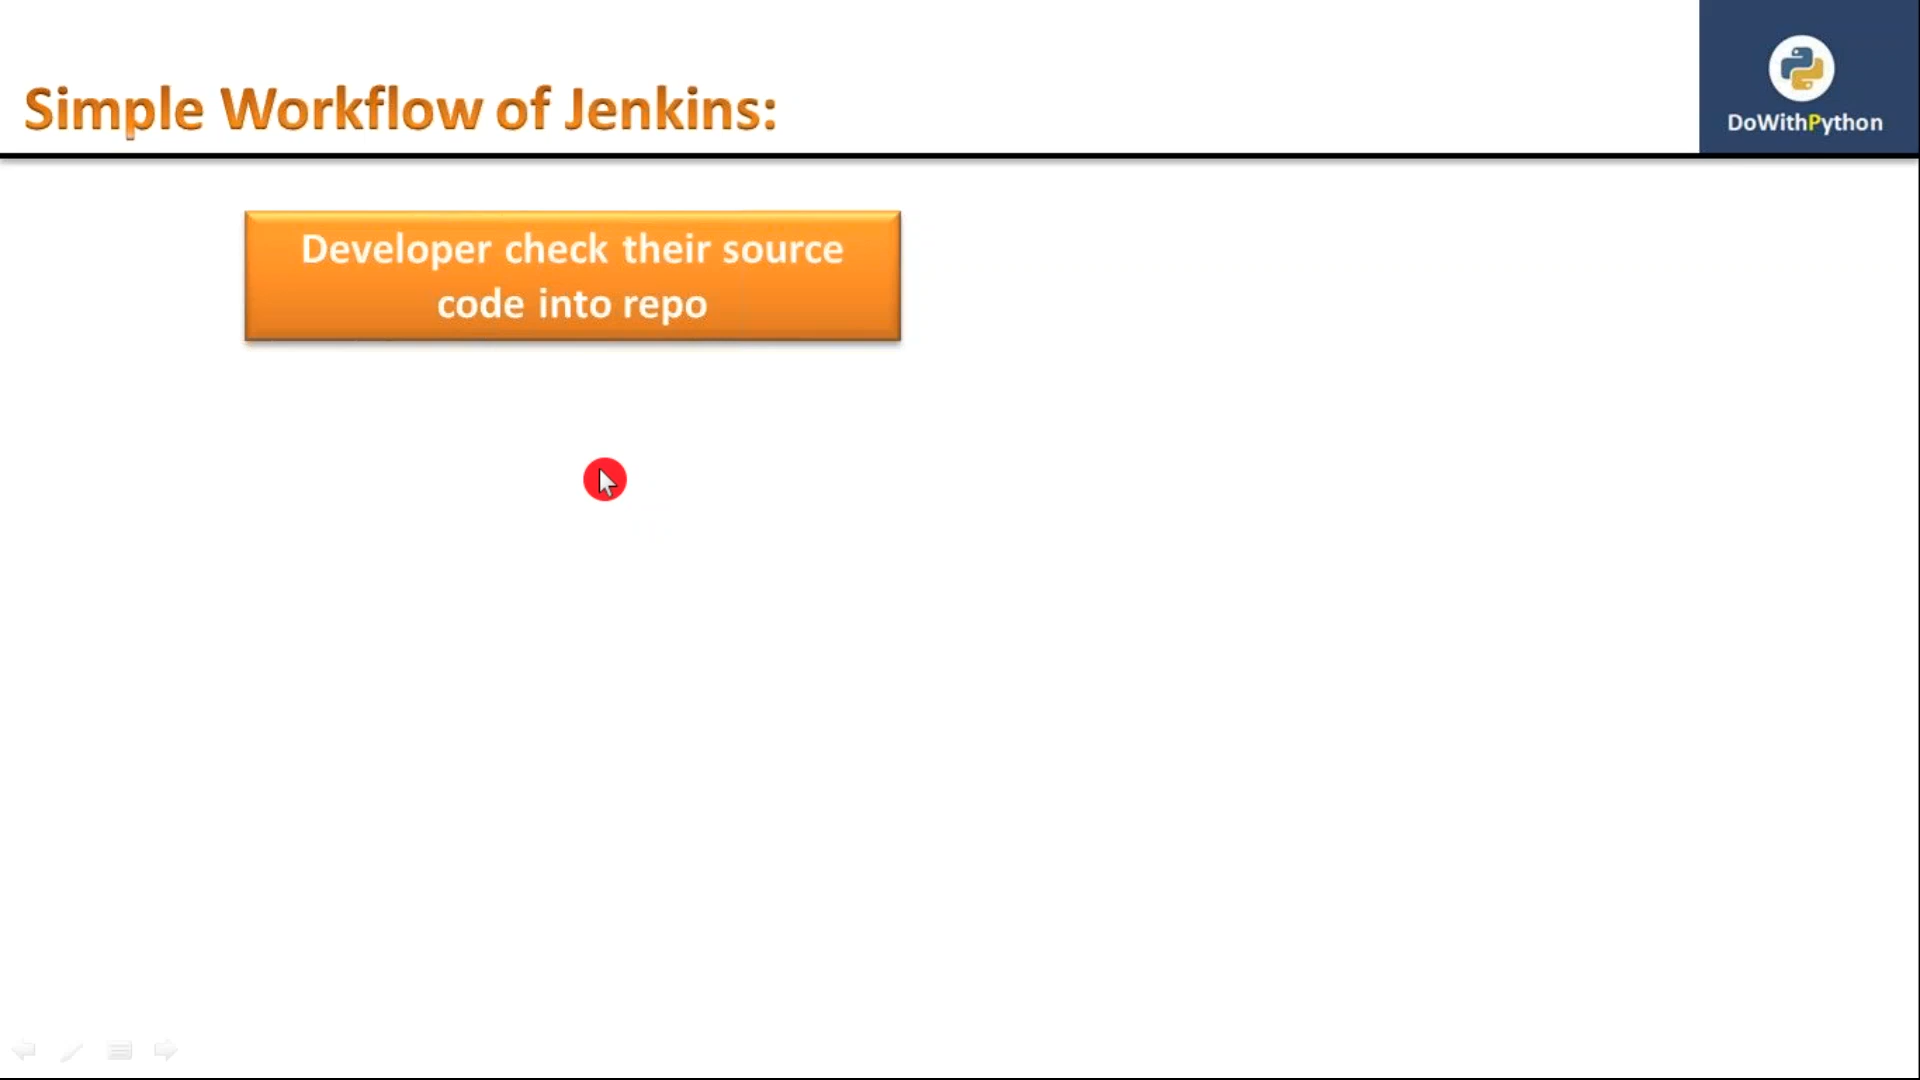 Simple Workflow of Jenkins:
DoWithPython
Developer check their source
code into repo